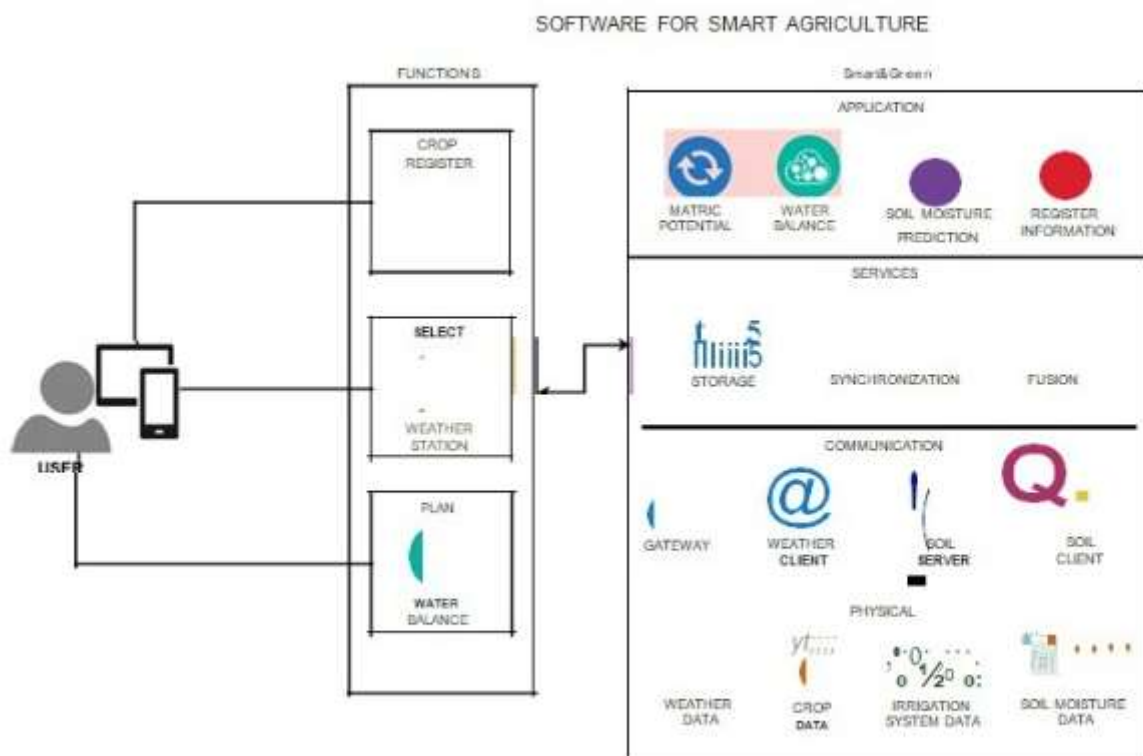 SOFTWARE FOR SMART AGRICULTURE
FUNCTIONS
CROP
REGISTER
SELECT
WEATHER
STATION
PLAN
WATER
BALANCE
USER
Smart&Green
APPLICATION
MATRIC
POTENTIAL
WATER
BALANCE
SOIL MOISTURE
PREDICTION
REGISTER
INFORMATION
SERVICES
STORAGE
SYNCHRONIZATION
FUSION
COMMUNICATION
@
Q.
GATEWAY
WEATHER
CLIENT
SOIL
SERVER
SOIL
CLIENT
PHYSICAL
WEATHER
DATA
CROP
DATA
IRRIGATION
SYSTEM DATA
SOIL MOISTURE
DATA